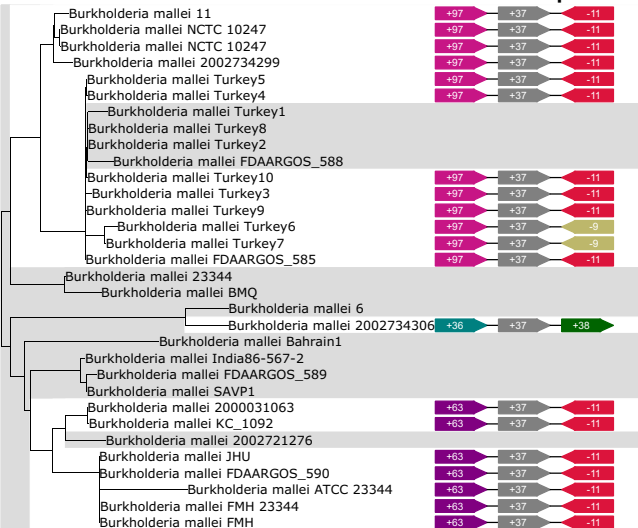 Burkholderia mallei 11 +97 +37 -11
Burkholderia mallei NCTC 10247 +97 +37 -11
Burkholderia mallei NCTC 10247 +97 +37 -11
Burkholderia mallei 2002734299 +97 +37 -11
Burkholderia mallei Turkey5 +97 +37 -11
Burkholderia mallei Turkey4 +97 +37 -11
Burkholderia mallei Turkey1
Burkholderia mallei Turkey8
Burkholderia mallei Turkey2
Burkholderia mallei FDAARGOS_588
Burkholderia mallei Turkey10 +97 +37 -11
Burkholderia mallei Turkey3 +97 +37 -11
Burkholderia mallei Turkey9 +97 +37 -11
Burkholderia mallei Turkey6 +97 +37 -9
Burkholderia mallei Turkey7 +97 +37 -9
Burkholderia mallei FDAARGOS_585 +97 +37 -11
Burkholderia mallei 23344
Burkholderia mallei BMQ
Burkholderia mallei 6
Burkholderia mallei 2002734306 +36 +37 +38
Burkholderia mallei Bahrain1
Burkholderia mallei India86-567-2
Burkholderia mallei FDAARGOS_589
Burkholderia mallei SAVP1
Burkholderia mallei 2000031063 +63 +37 -11
Burkholderia mallei KC_1092 +63 +37 -11
Burkholderia mallei 2002721276
Burkholderia mallei JHU +63 +37 -11
Burkholderia mallei FDAARGOS_590 +63 +37 -11
Burkholderia mallei ATCC 23344 +63 +37 -11
Burkholderia mallei FMH 23344 +63 +37 -11
Burkholderia mallei FMH +63 +37 -11